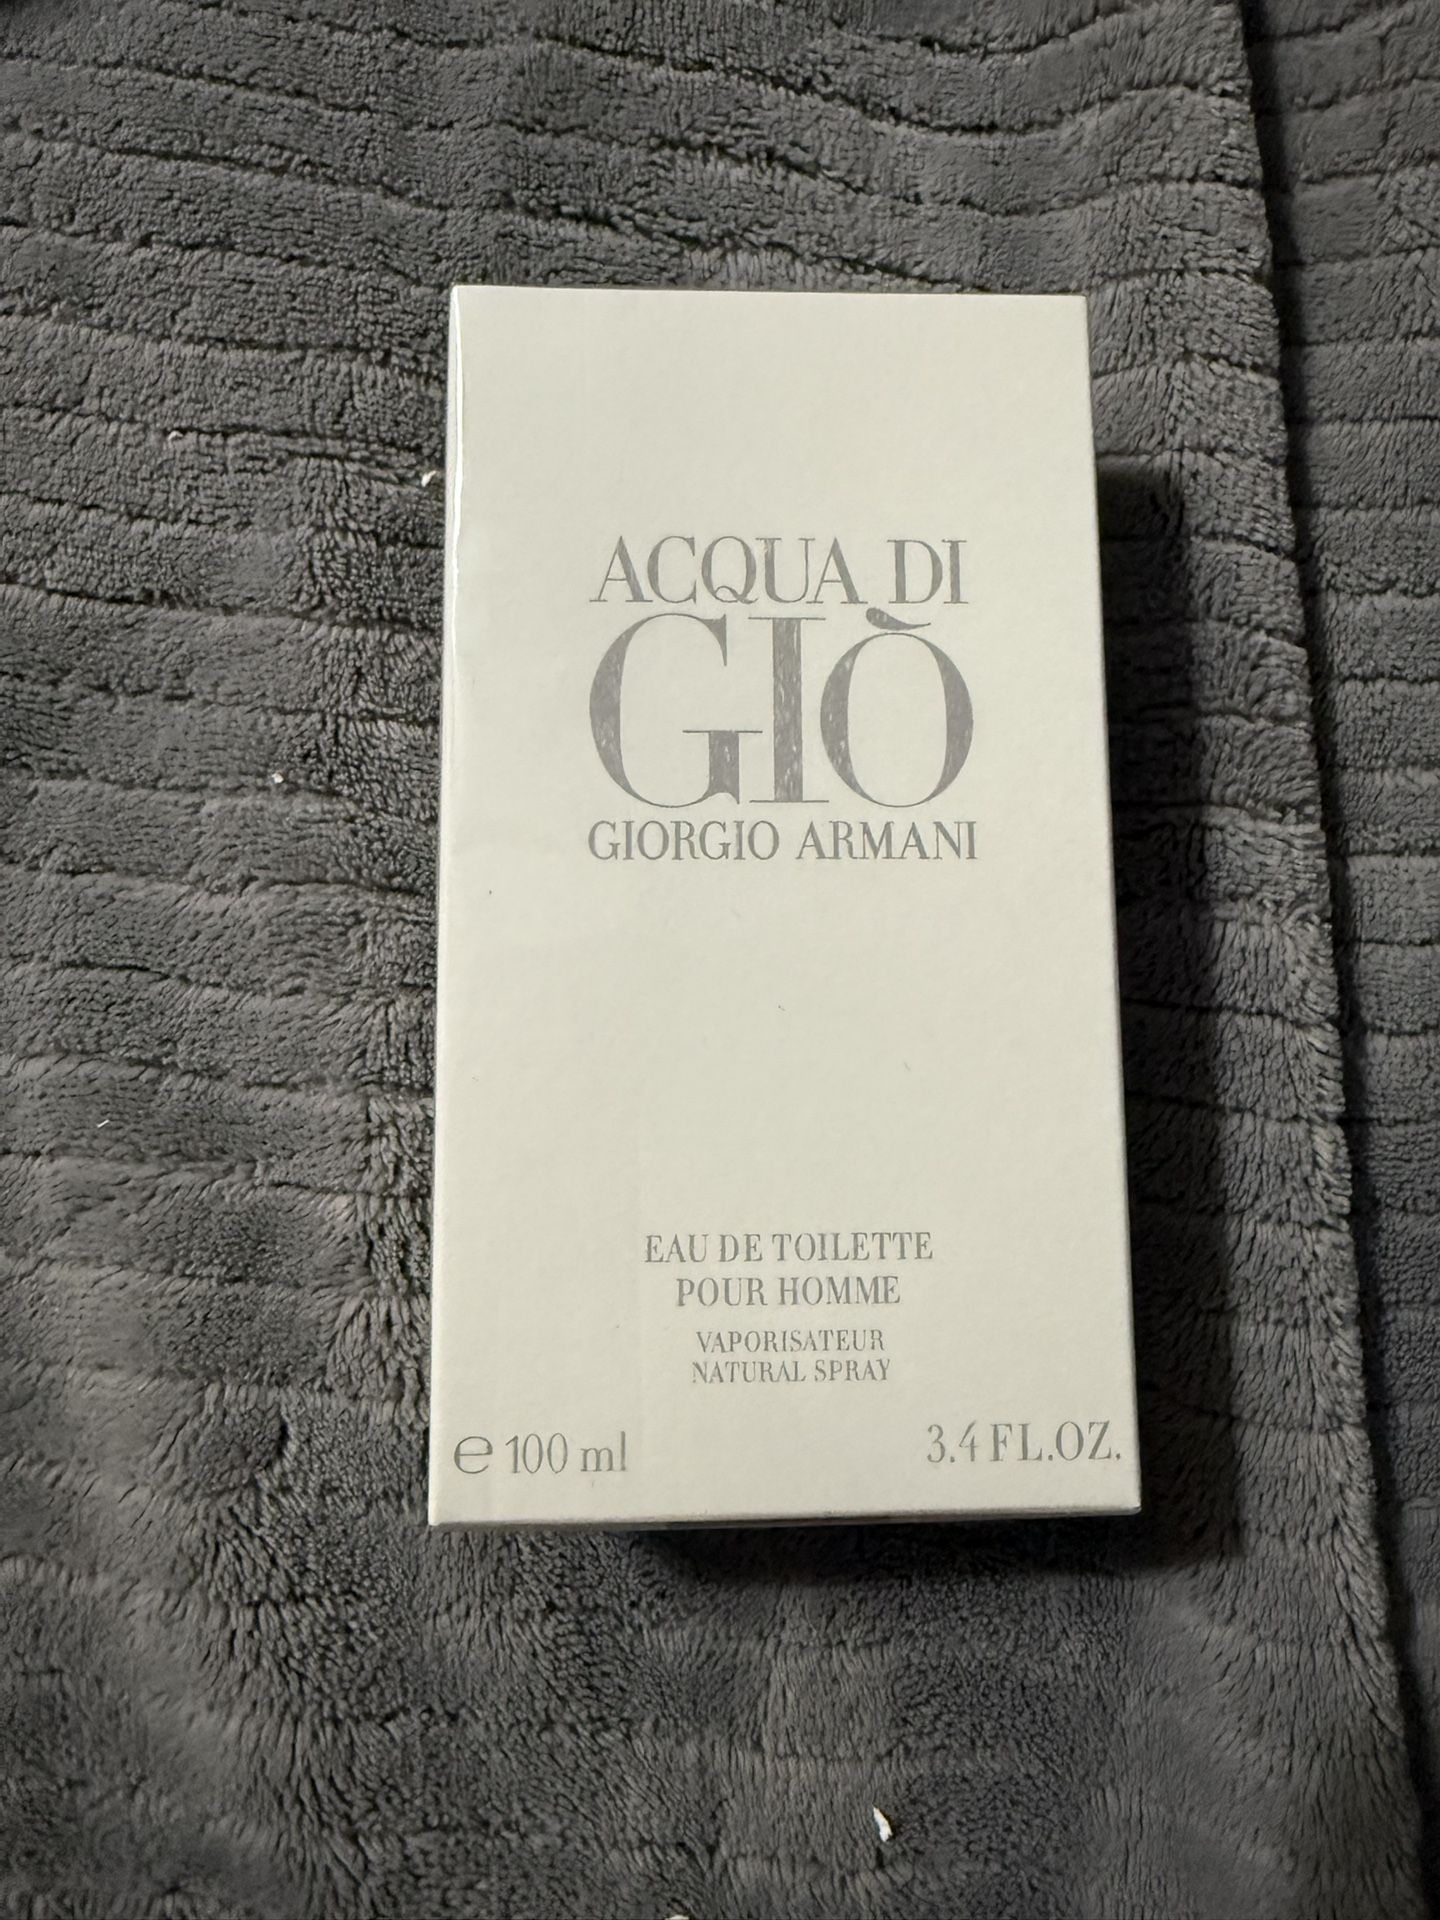 ACQUA DI
GIÒ
GIORGIO ARMANI
EAU DE TOILETTE
POUR HOMME
VAPORISATEUR
NATURAL SPRAY
℮ 100 ml
3.4 FL.OZ.